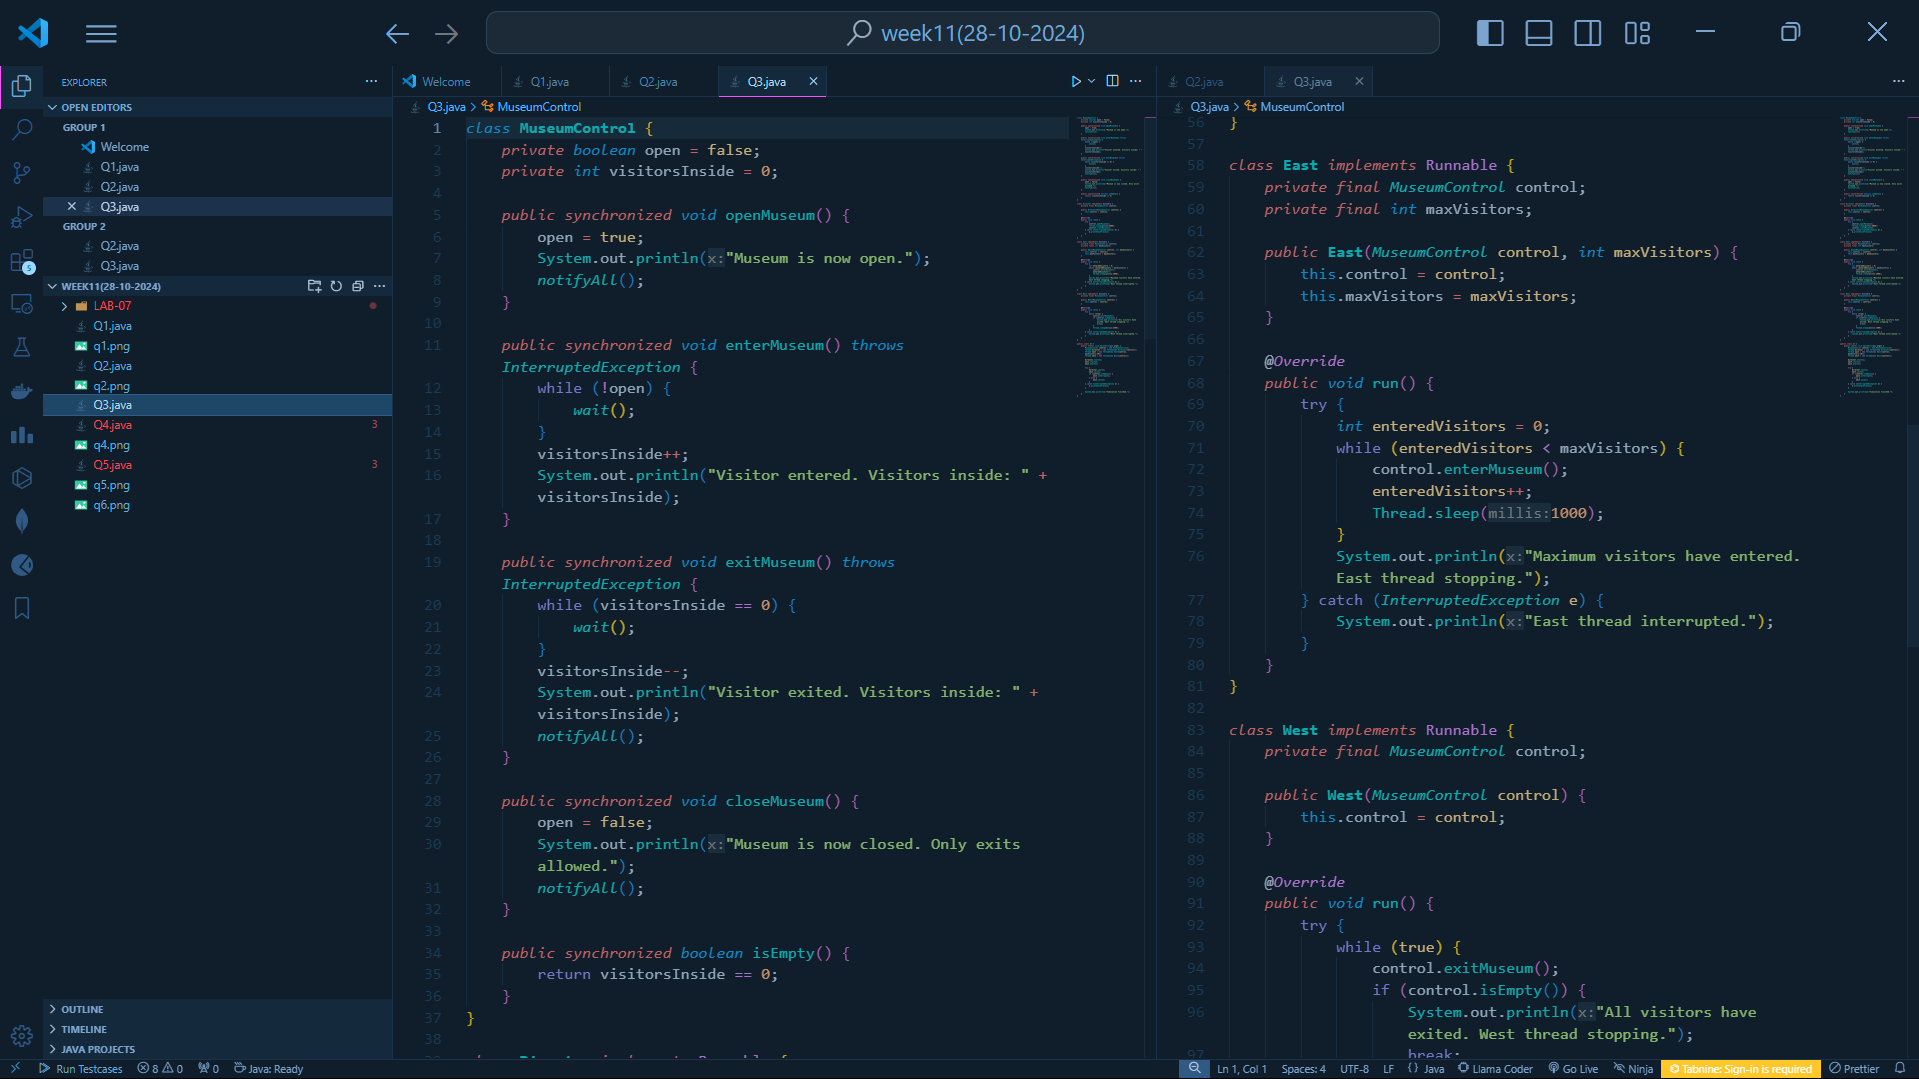 week11(28-10-2024)
EXPLORER
OPEN EDITORS
GROUP 1
Welcome
Q1.java
Q2.java
Q3.java
GROUP 2
Q2.java
Q3.java
WEEK11(28-10-2024)
LAB-07
Q1.java
q1.png
Q2.java
q2.png
Q3.java
Q4.java 3
q4.png
Q5.java 3
q5.png
q6.png
OUTLINE
TIMELINE
JAVA PROJECTS
5
Welcome Q1.java Q2.java Q3.java
Q3.java > MuseumControl
1 class MuseumControl {
2 private boolean open = false;
3 private int visitorsInside = 0;
4
5 public synchronized void openMuseum() {
6 open = true;
7 System.out.println(x:"Museum is now open.");
8 notifyAll();
9 }
10
11 public synchronized void enterMuseum() throws
InterruptedException {
12 while (!open) {
13 wait();
14 }
15 visitorsInside++;
16 System.out.println("Visitor entered. Visitors inside: " +
visitorsInside);
17 }
18
19 public synchronized void exitMuseum() throws
InterruptedException {
20 while (visitorsInside == 0) {
21 wait();
22 }
23 visitorsInside--;
24 System.out.println("Visitor exited. Visitors inside: " +
visitorsInside);
25 notifyAll();
26 }
27
28 public synchronized void closeMuseum() {
29 open = false;
30 System.out.println(x:"Museum is now closed. Only exits
allowed.");
31 notifyAll();
32 }
33
34 public synchronized boolean isEmpty() {
35 return visitorsInside == 0;
36 }
37 }
38
Q2.java Q3.java
Q3.java > MuseumControl
56 }
57
58 class East implements Runnable {
59 private final MuseumControl control;
60 private final int maxVisitors;
61
62 public East(MuseumControl control, int maxVisitors) {
63 this.control = control;
64 this.maxVisitors = maxVisitors;
65 }
66
67 @Override
68 public void run() {
69 try {
70 int enteredVisitors = 0;
71 while (enteredVisitors < maxVisitors) {
72 control.enterMuseum();
73 enteredVisitors++;
74 Thread.sleep(millis:1000);
75 }
76 System.out.println(x:"Maximum visitors have entered.
East thread stopping.");
77 } catch (InterruptedException e) {
78 System.out.println(x:"East thread interrupted.");
79 }
80 }
81 }
82
83 class West implements Runnable {
84 private final MuseumControl control;
85
86 public West(MuseumControl control) {
87 this.control = control;
88 }
89
90 @Override
91 public void run() {
92 try {
93 while (true) {
94 control.exitMuseum();
95 if (control.isEmpty()) {
96 System.out.println(x:"All visitors have
exited. West thread stopping.");
97 break;
Run Testcases 8 0 0 Java: Ready Ln 1, Col 1 Spaces: 4 UTF-8 LF {} Java Llama Coder Go Live Ninja Tabnine: Sign-in is required Prettier